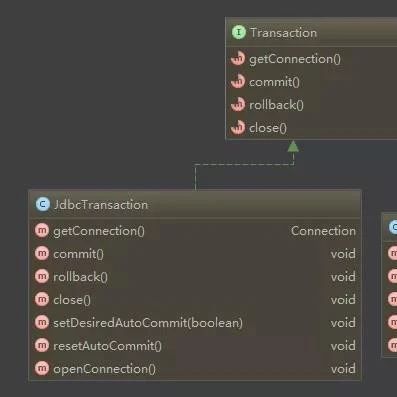 I Transaction
m getConnection()
m commit()
m rollback()
m close()
C JdbcTransaction
m getConnection() Connection
m commit() void
m rollback() void
m close() void
m setDesiredAutoCommit(boolean) void
m resetAutoCommit() void
m openConnection() void